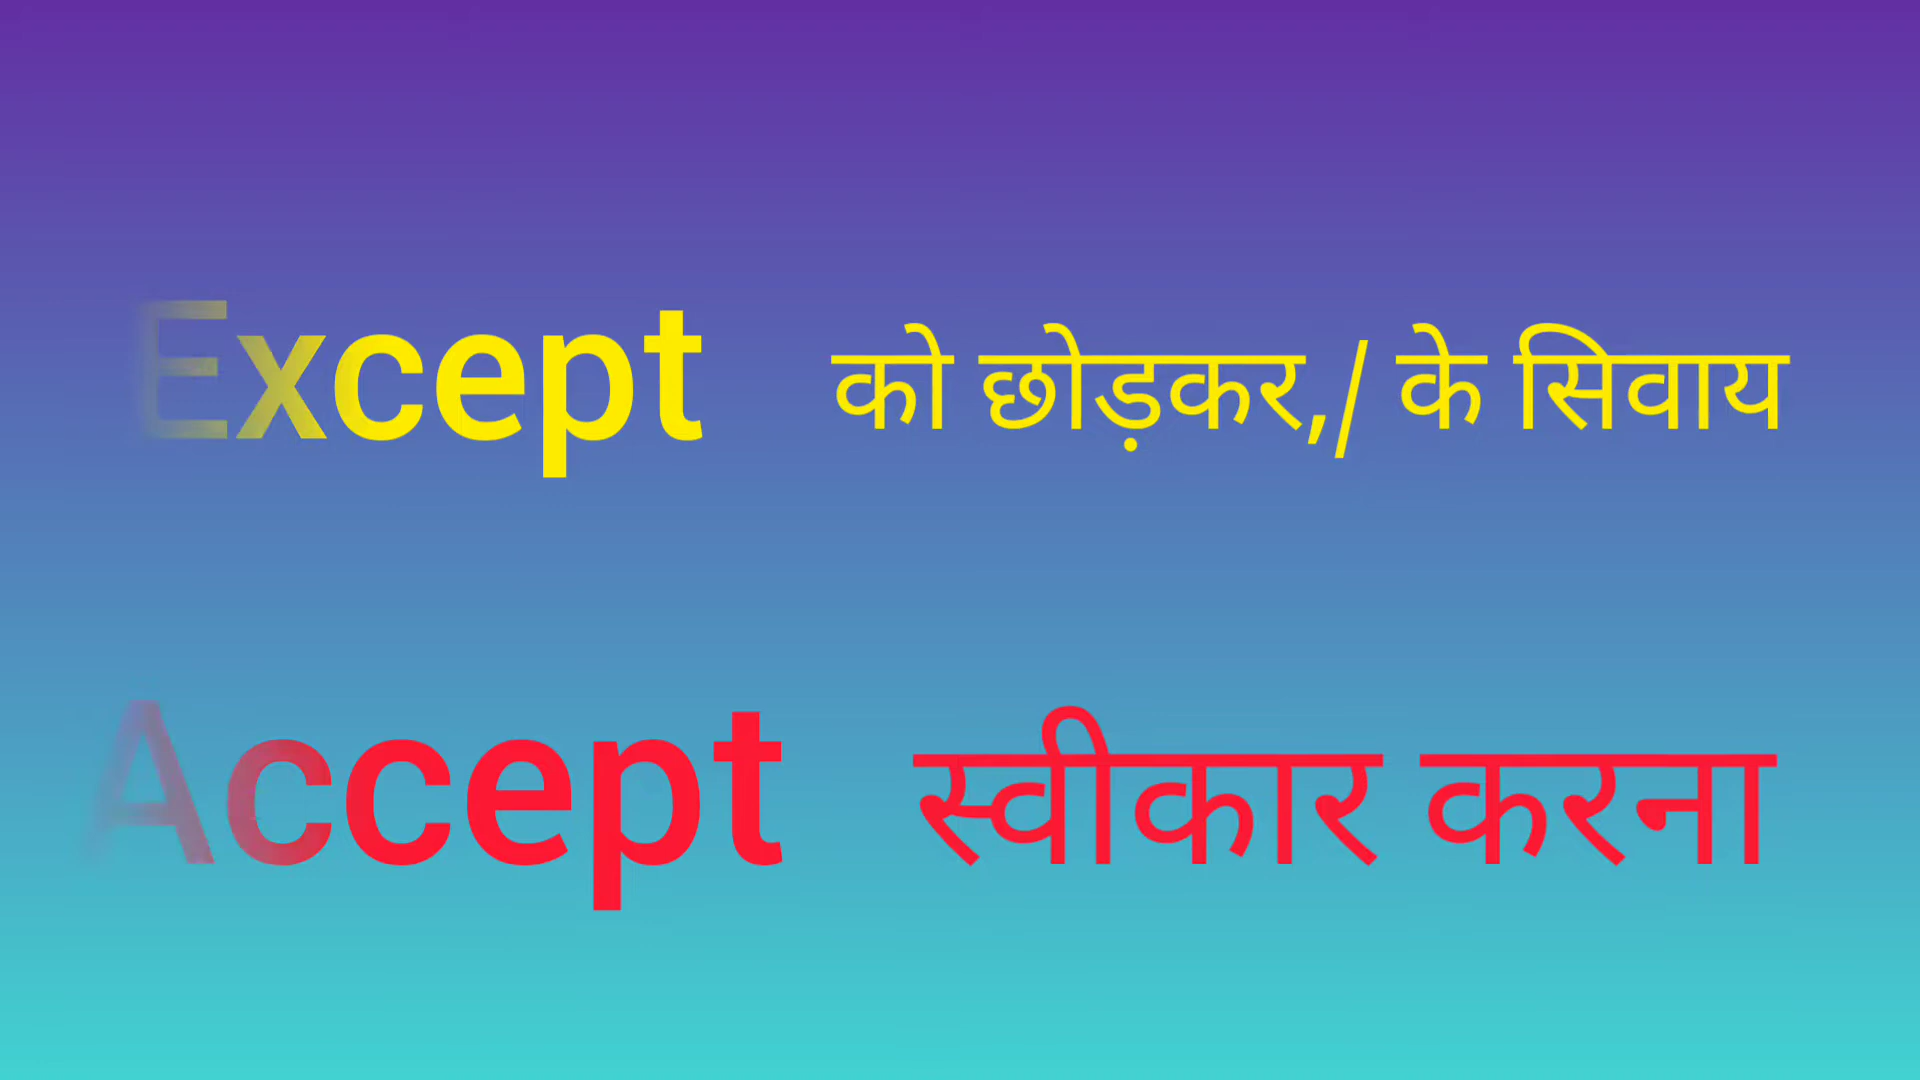 Except को छोड़कर,/ के सिवाय
Accept स्वीकार करना